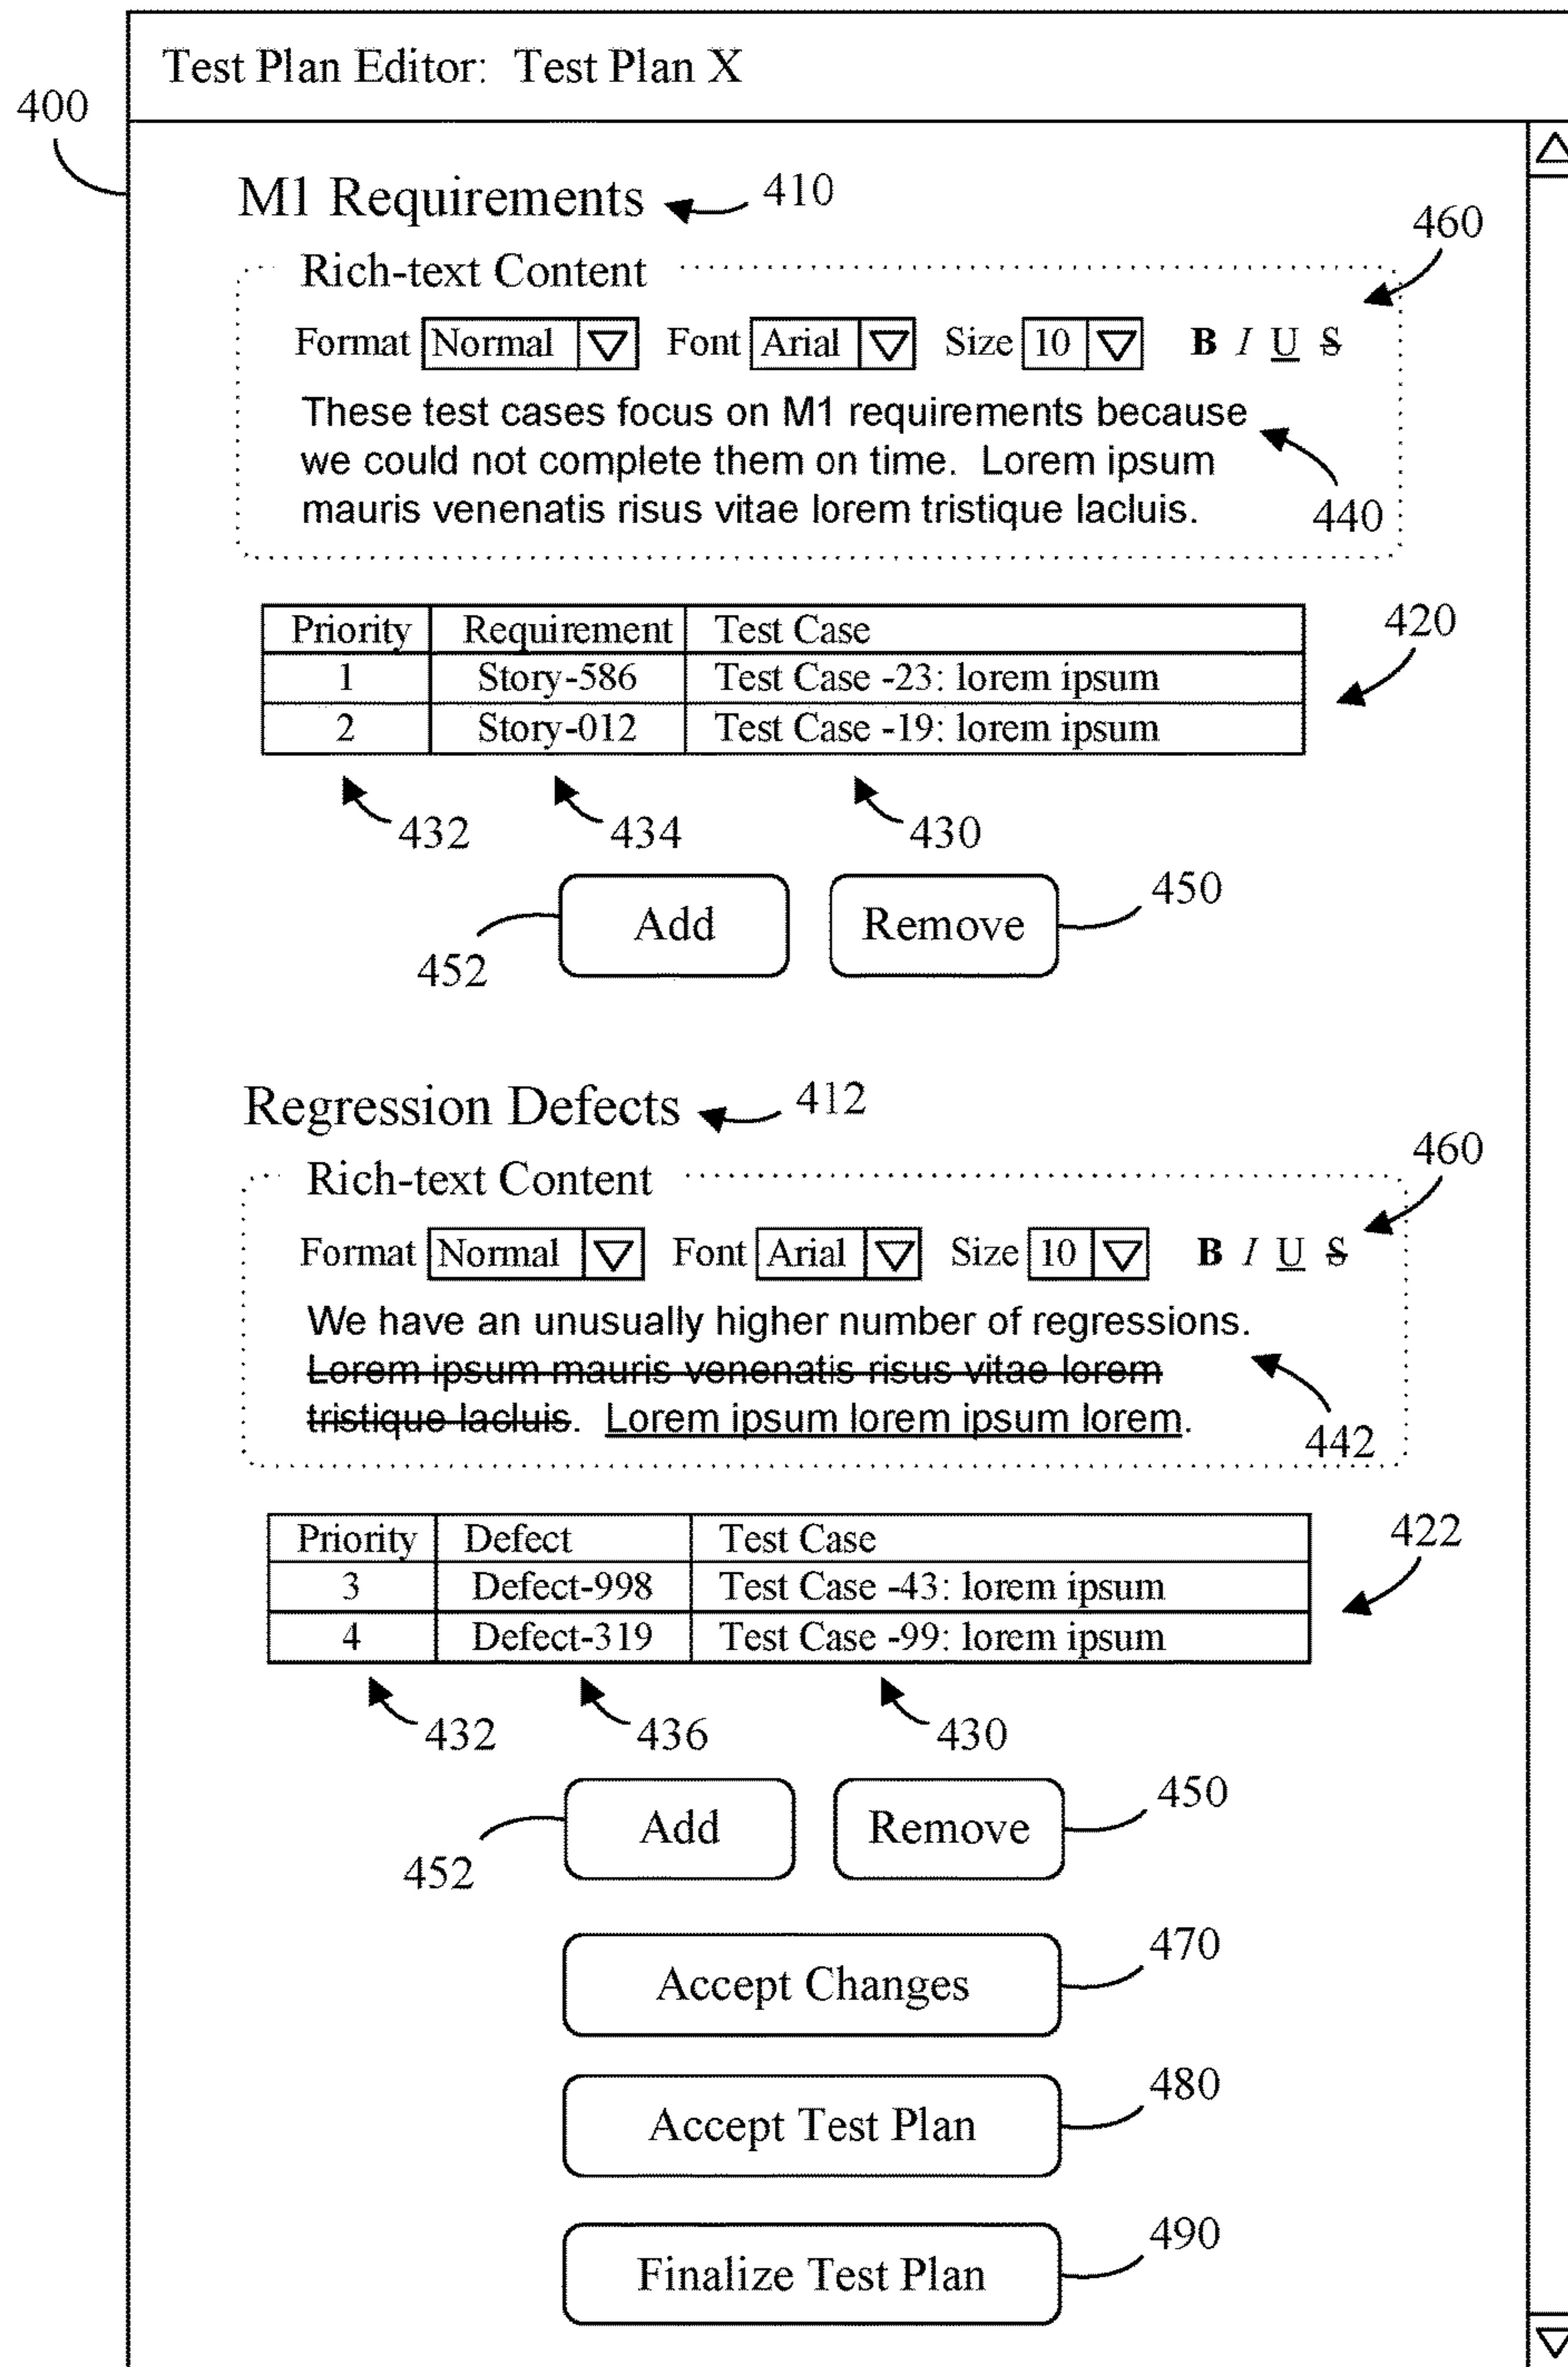 Test Plan Editor: Test Plan X
400
M1 Requirements 410
460
Rich-text Content
Format Normal Font Arial Size 10 B I U S
These test cases focus on M1 requirements because
we could not complete them on time. Lorem ipsum
mauris venenatis risus vitae lorem tristique lacluis.
440
420
Priority Requirement Test Case
1 Story-586 Test Case -23: lorem ipsum
2 Story-012 Test Case -19: lorem ipsum
432 434 430
Add Remove 450
452
Regression Defects 412
460
Rich-text Content
Format Normal Font Arial Size 10 B I U S
We have an unusually higher number of regressions.
Lorem ipsum mauris venenatis risus vitae lorem
tristique lacluis. Lorem ipsum lorem ipsum lorem.
442
422
Priority Defect Test Case
3 Defect-998 Test Case -43: lorem ipsum
4 Defect-319 Test Case -99: lorem ipsum
432 436 430
Add Remove 450
452
470
Accept Changes
480
Accept Test Plan
490
Finalize Test Plan